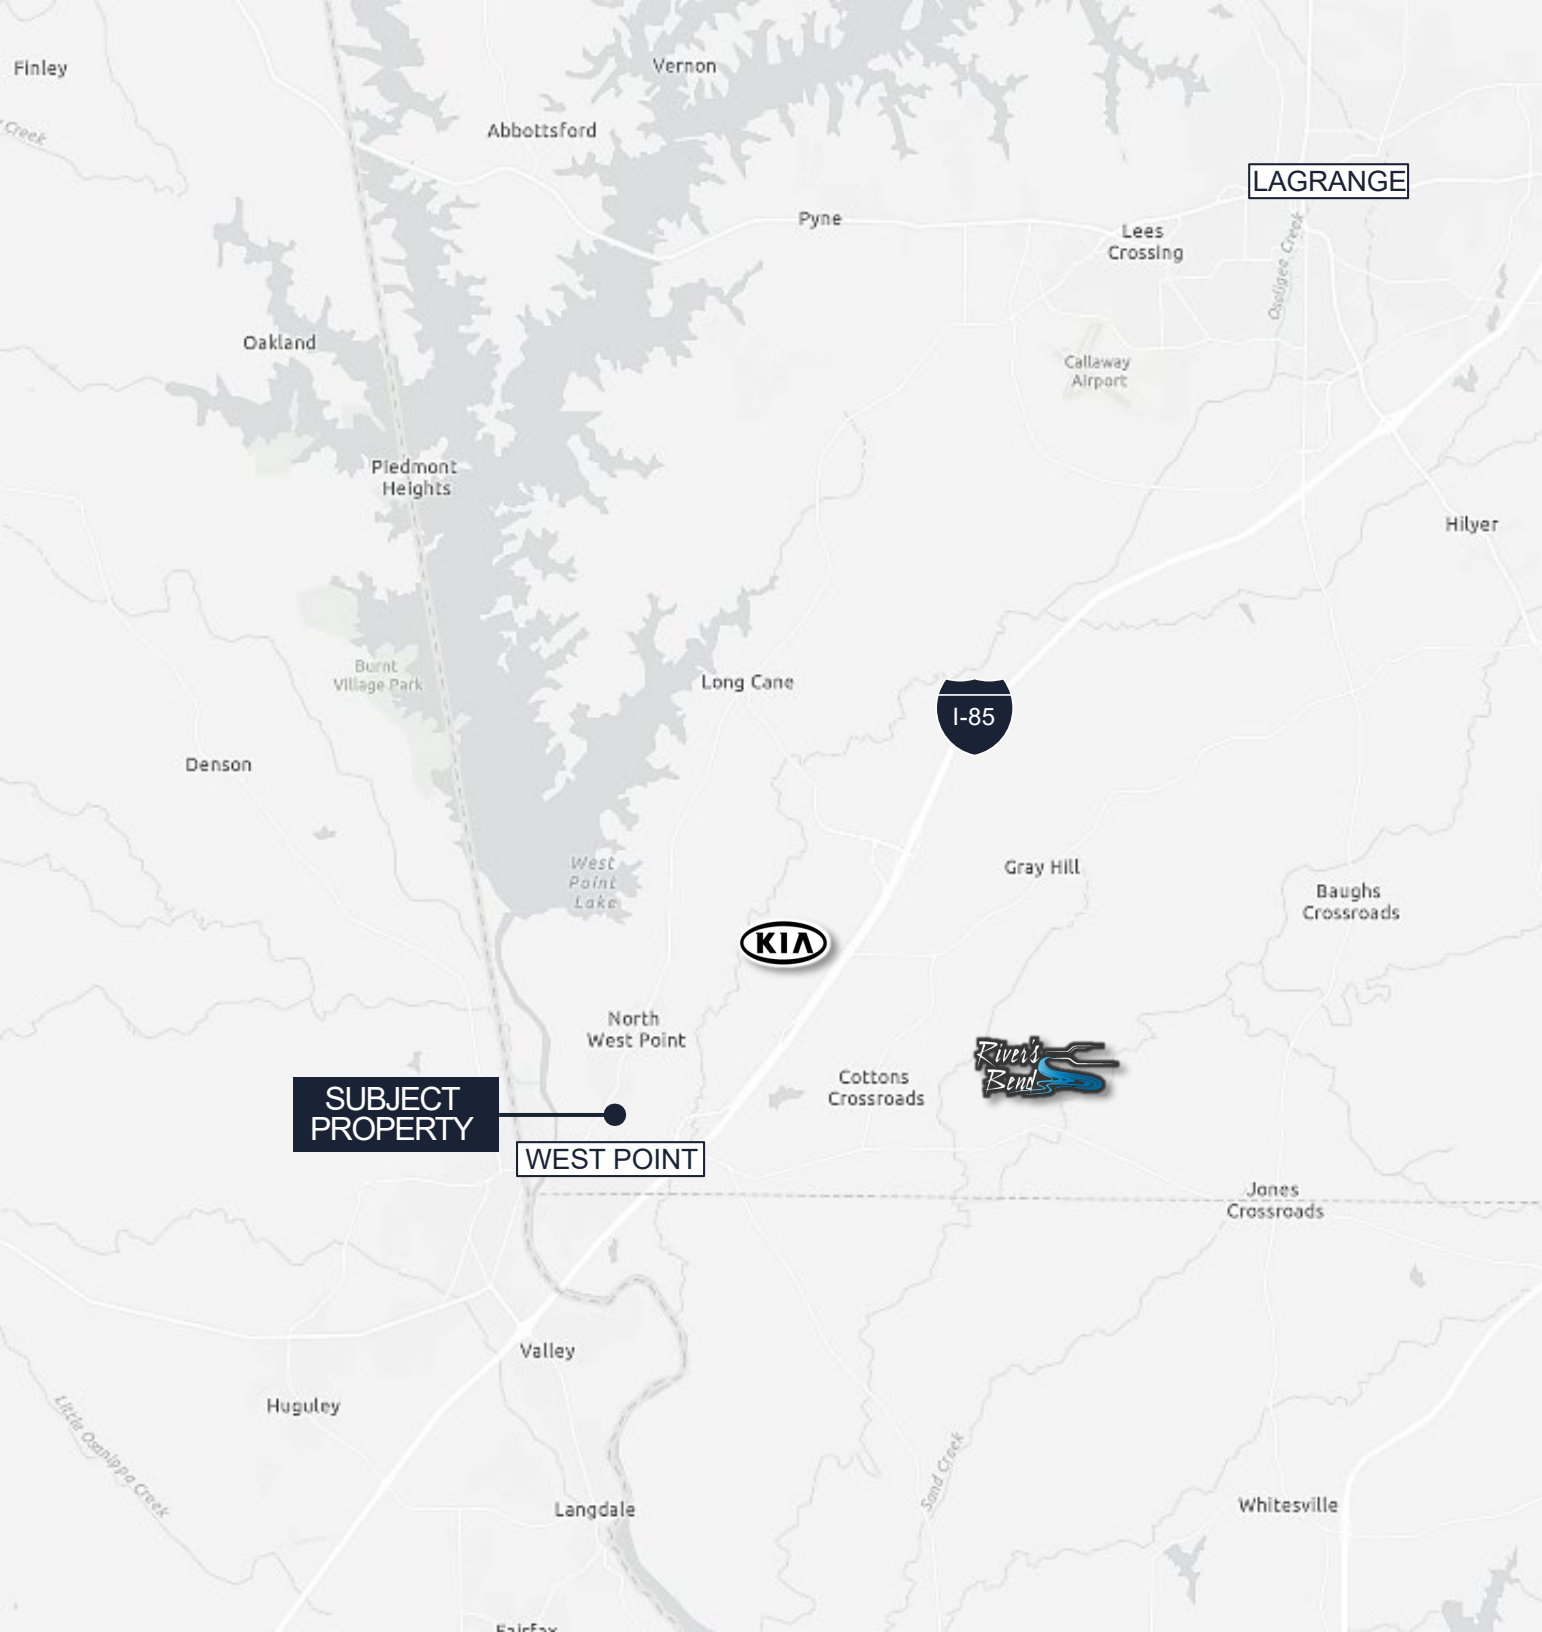 Finley
Vernon
Creek
Abbottsford
LAGRANGE
Pyne
Lees
Crossing
Oseligee Creek
Oakland
Callaway
Airport
Piedmont
Heights
Hilyer
Burnt
Village Park
Long Cane
I-85
Denson
West
Point
Lake
Gray Hill
Baughs
Crossroads
KIA
North
West Point
River's
Bend
Cottons
Crossroads
SUBJECT
PROPERTY
WEST POINT
Jones
Crossroads
Valley
Huguley
Little Osanippa Creek
Sand Creek
Langdale
Whitesville
Fairfax